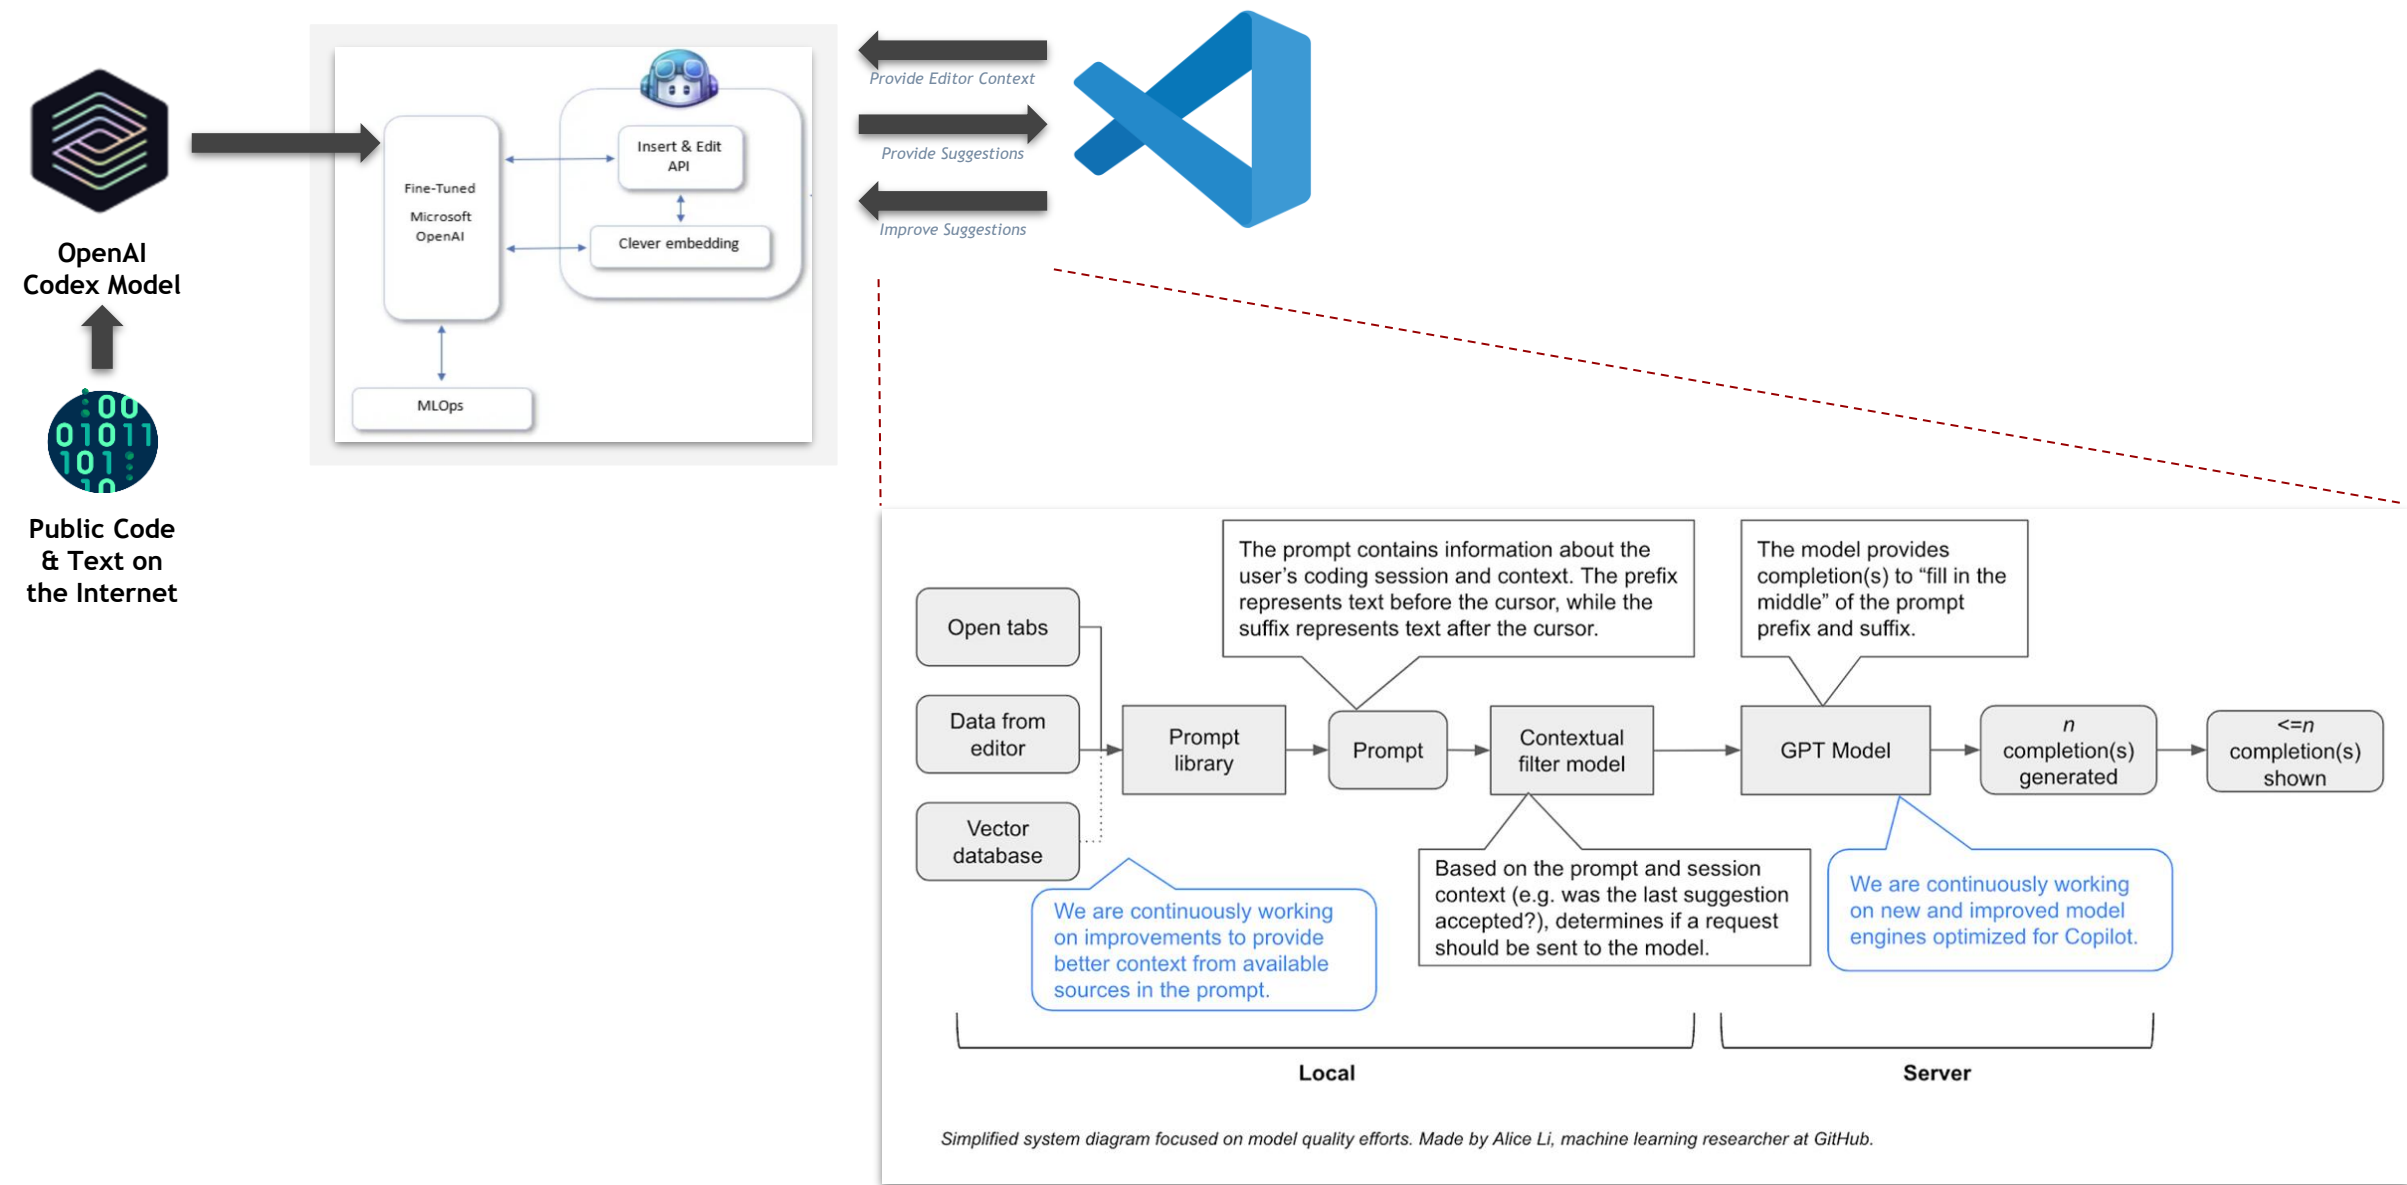 OpenAI
Codex Model
00
01011
101
10
Public Code
& Text on
the Internet
Fine-Tuned
Microsoft
OpenAI
Insert & Edit
API
Clever embedding
MLOps
Provide Editor Context
Provide Suggestions
Improve Suggestions
The prompt contains information about the
user's coding session and context. The prefix
represents text before the cursor, while the
suffix represents text after the cursor.
The model provides
completion(s) to “fill in the
middle” of the prompt
prefix and suffix.
Open tabs
Data from
editor
Vector
database
Prompt
library
Prompt
Contextual
filter model
GPT Model
n
completion(s)
generated
<=n
completion(s)
shown
We are continuously working
on improvements to provide
better context from available
sources in the prompt.
Based on the prompt and session
context (e.g. was the last suggestion
accepted?), determines if a request
should be sent to the model.
We are continuously working
on new and improved model
engines optimized for Copilot.
Local
Server
Simplified system diagram focused on model quality efforts. Made by Alice Li, machine learning researcher at GitHub.